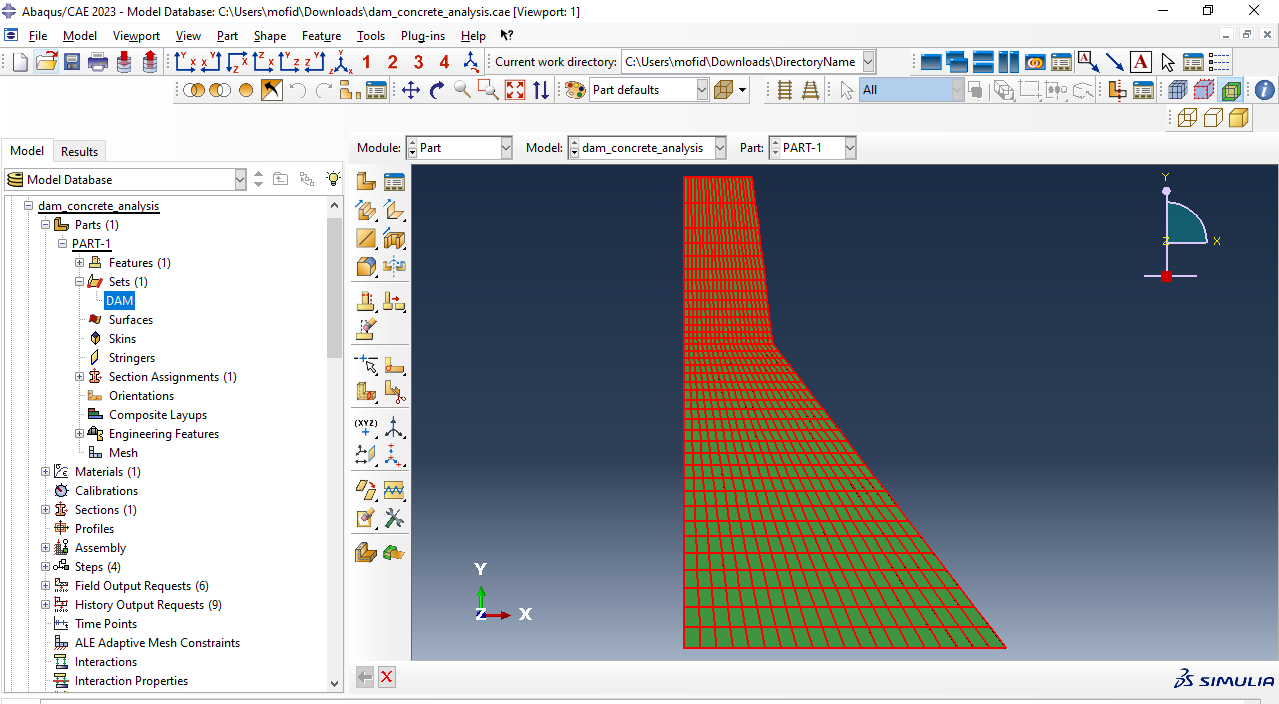 Abaqus/CAE 2023 - Model Database: C:\Users\mofid\Downloads\dam_concrete_analysis.cae [Viewport: 1]
File Model Viewport View Part Shape Feature Tools Plug-ins Help
1 2 3 4 Current work directory: C:\Users\mofid\Downloads\DirectoryName A A
Part defaults All
Model Results
Module: Part Model: dam_concrete_analysis Part: PART-1
Model Database
dam_concrete_analysis
Parts (1)
PART-1
Features (1)
Sets (1)
DAM
Surfaces
Skins
Stringers
Section Assignments (1)
Orientations
Composite Layups
Engineering Features
Mesh
Materials (1)
Calibrations
Sections (1)
Profiles
Assembly
Steps (4)
Field Output Requests (6)
History Output Requests (9)
Time Points
ALE Adaptive Mesh Constraints
Interactions
Interaction Properties
(XYZ)
Y
Z X
Y
Z X
SIMULIA